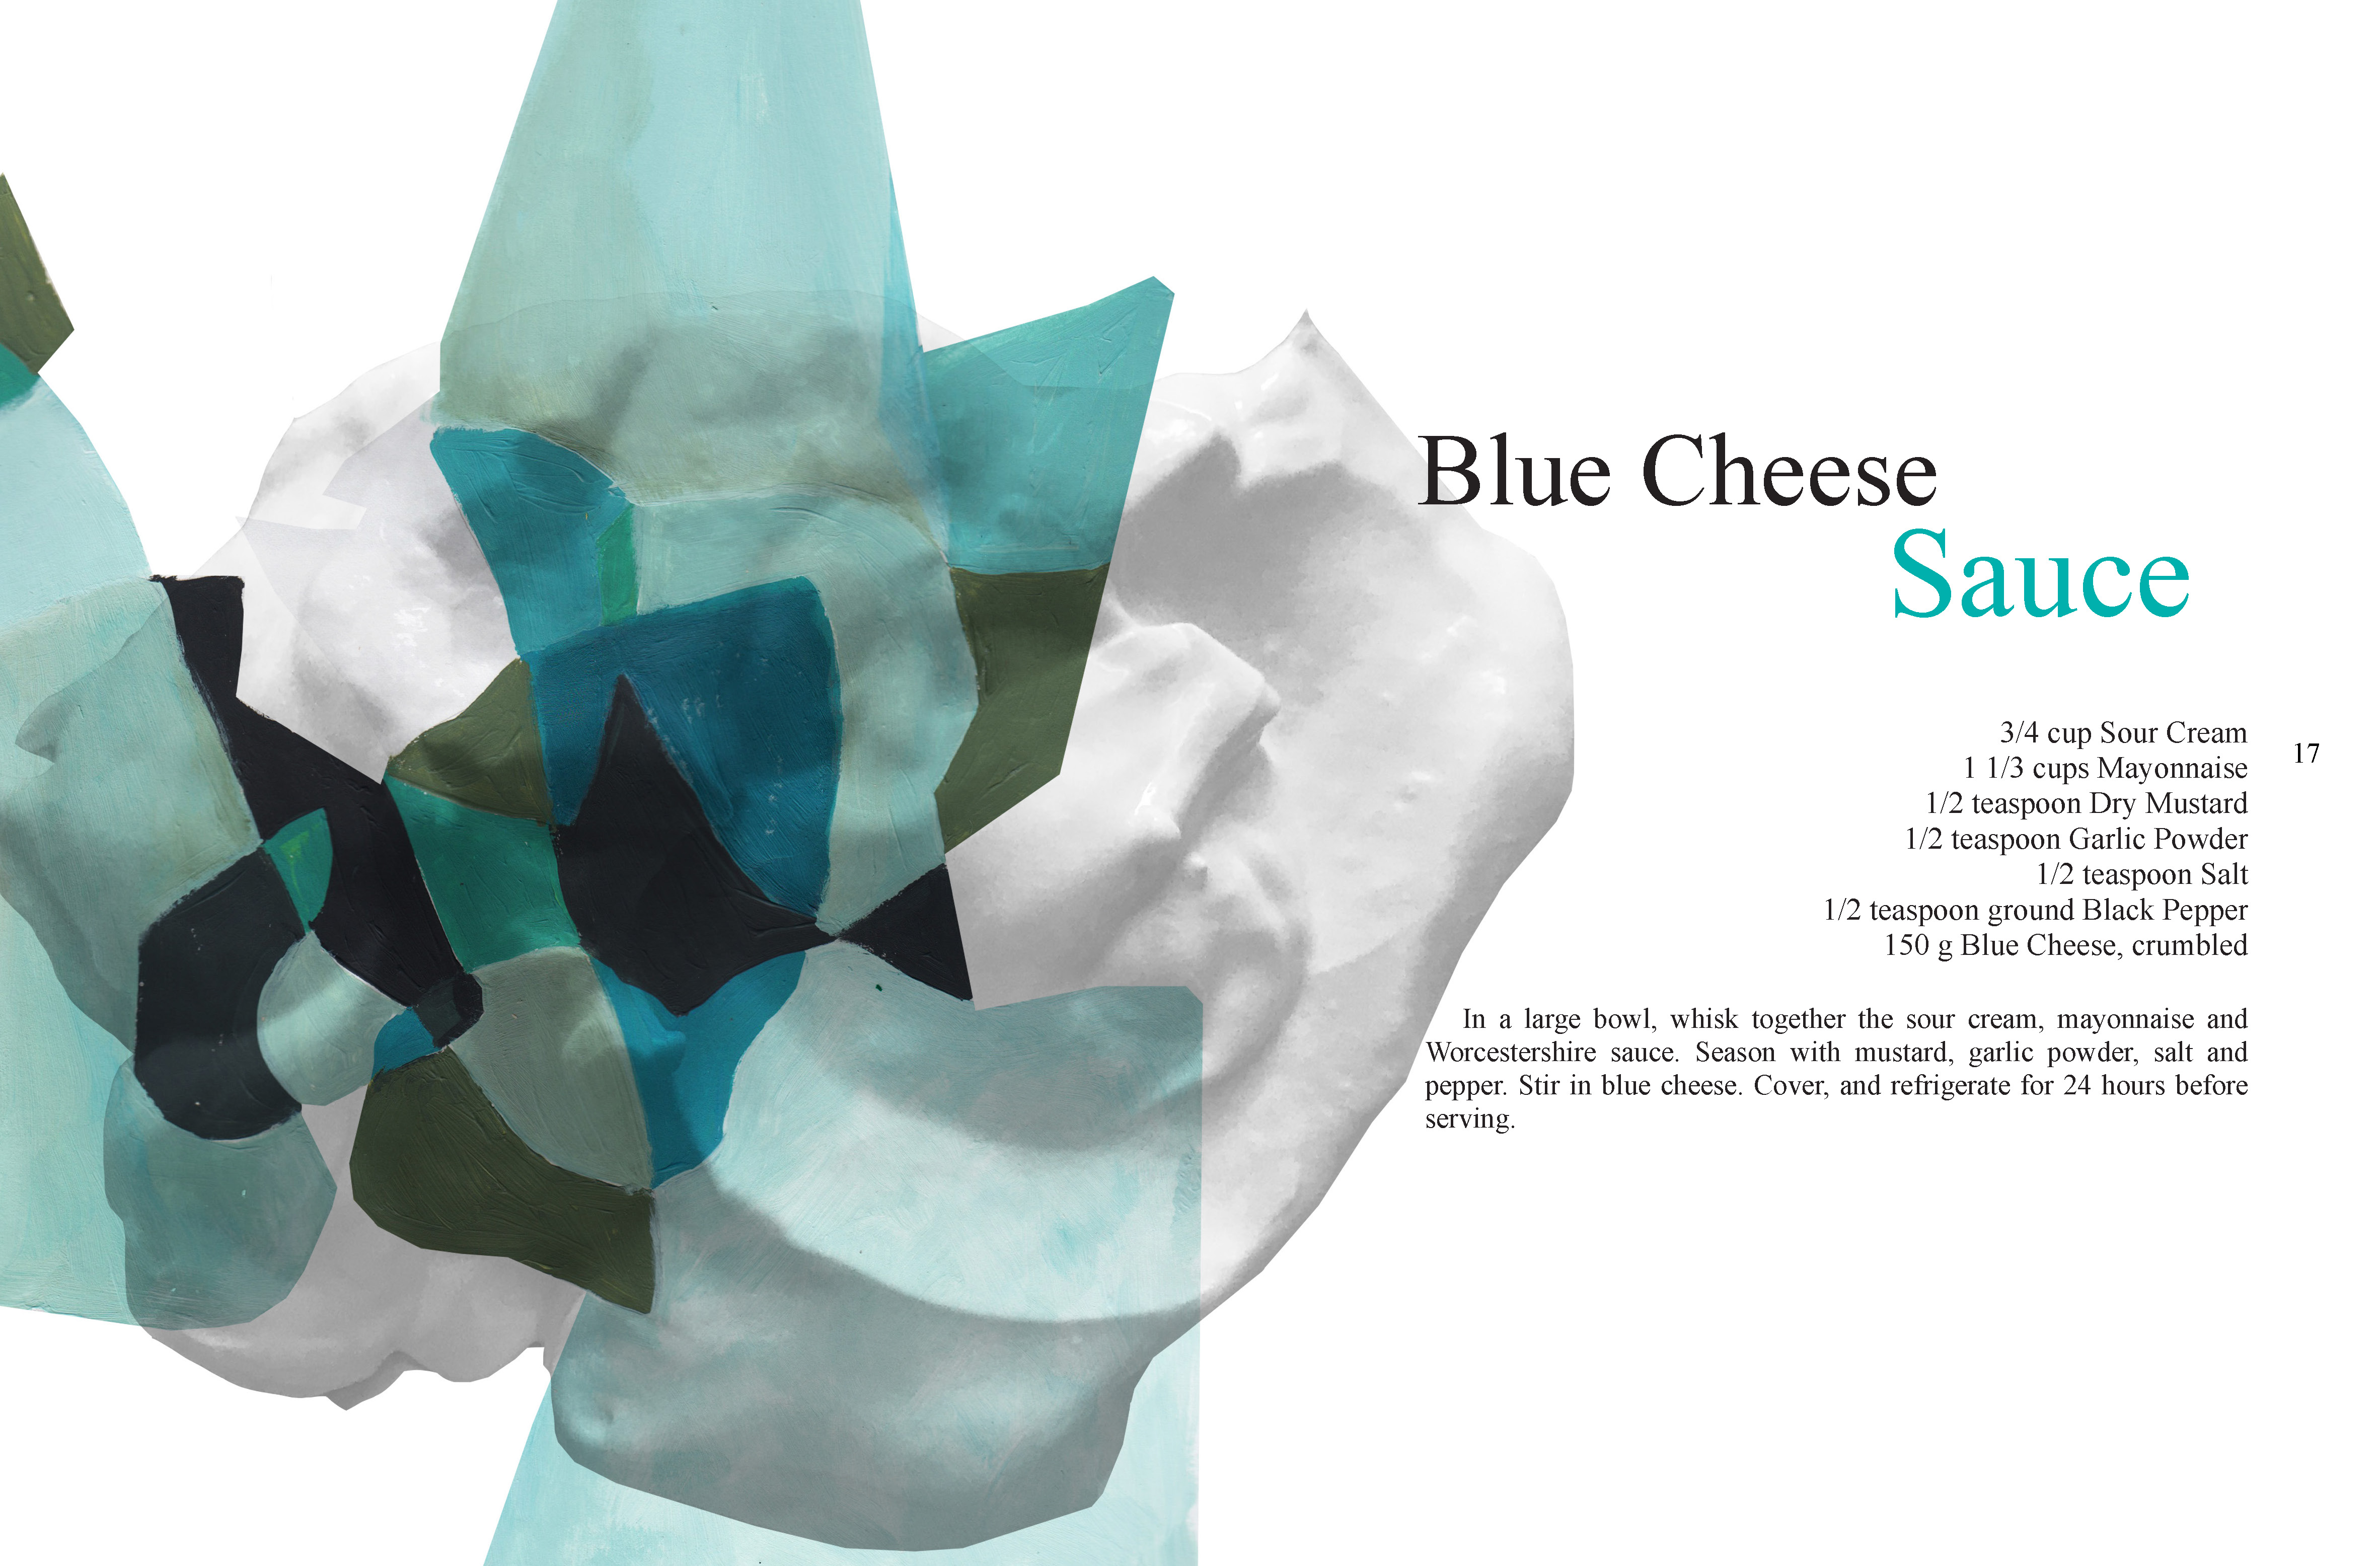 Blue Cheese
Sauce
3/4 cup Sour Cream
1 1/3 cups Mayonnaise
1/2 teaspoon Dry Mustard
1/2 teaspoon Garlic Powder
1/2 teaspoon Salt
1/2 teaspoon ground Black Pepper
150 g Blue Cheese, crumbled
17
In a large bowl, whisk together the sour cream, mayonnaise and
Worcestershire sauce. Season with mustard, garlic powder, salt and
pepper. Stir in blue cheese. Cover, and refrigerate for 24 hours before
serving.